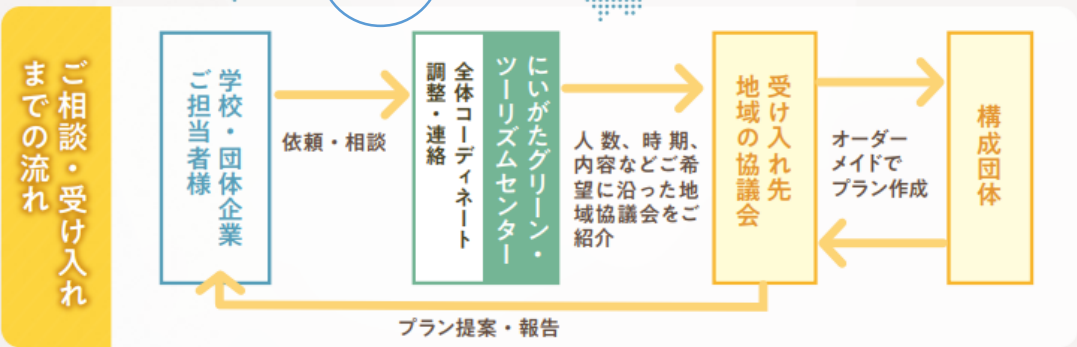 ご相談・受け入れ
までの流れ
学校・団体企業
ご担当者様
依頼・相談
にいがたグリーン・
ツーリズムセンター
全体コーディネート
調整・連絡
人数、時期、
内容などご希
望に沿った地
域協議会をご
紹介
受け入れ先
地域の協議会
オーダー
メイドで
プラン作成
構成団体
プラン提案・報告